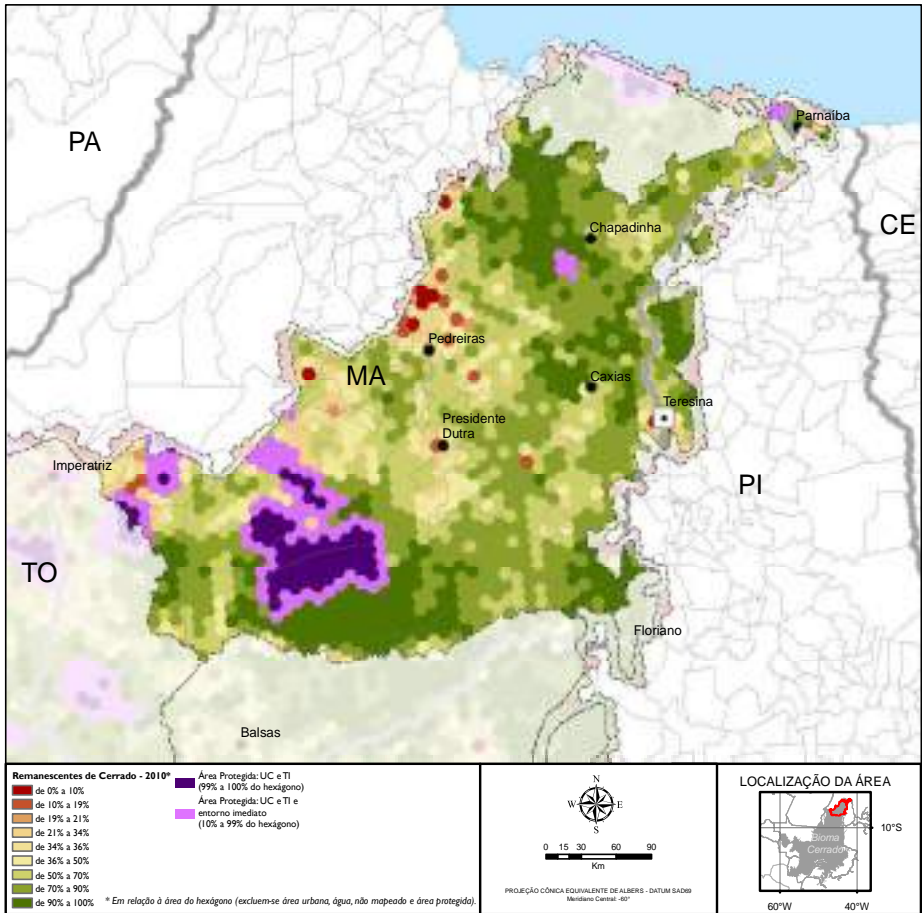 PA
Parnaíba
CE
Chapadinha
Pedreiras
MA
Caxias
Teresina
Presidente
Dutra
Imperatriz
PI
TO
Floriano
Balsas
Remanescentes de Cerrado - 2010*
de 0% a 10%
de 10% a 19%
de 19% a 21%
de 21% a 34%
de 34% a 36%
de 36% a 50%
de 50% a 70%
de 70% a 90%
de 90% a 100%
Área Protegida: UC e TI
(99% a 100% do hexágono)
Área Protegida: UC e TI e
entorno imediato
(10% a 99% do hexágono)
* Em relação à área do hexágono (excluem-se área urbana, água, não mapeado e área protegida).
N
W E
S
0 15 30 60 90
Km
PROJEÇÃO CÔNICA EQUIVALENTE DE ALBERS - DATUM SAD69
Meridiano Central: -60°
LOCALIZAÇÃO DA ÁREA
10°S
Bioma
Cerrado
60°W 40°W